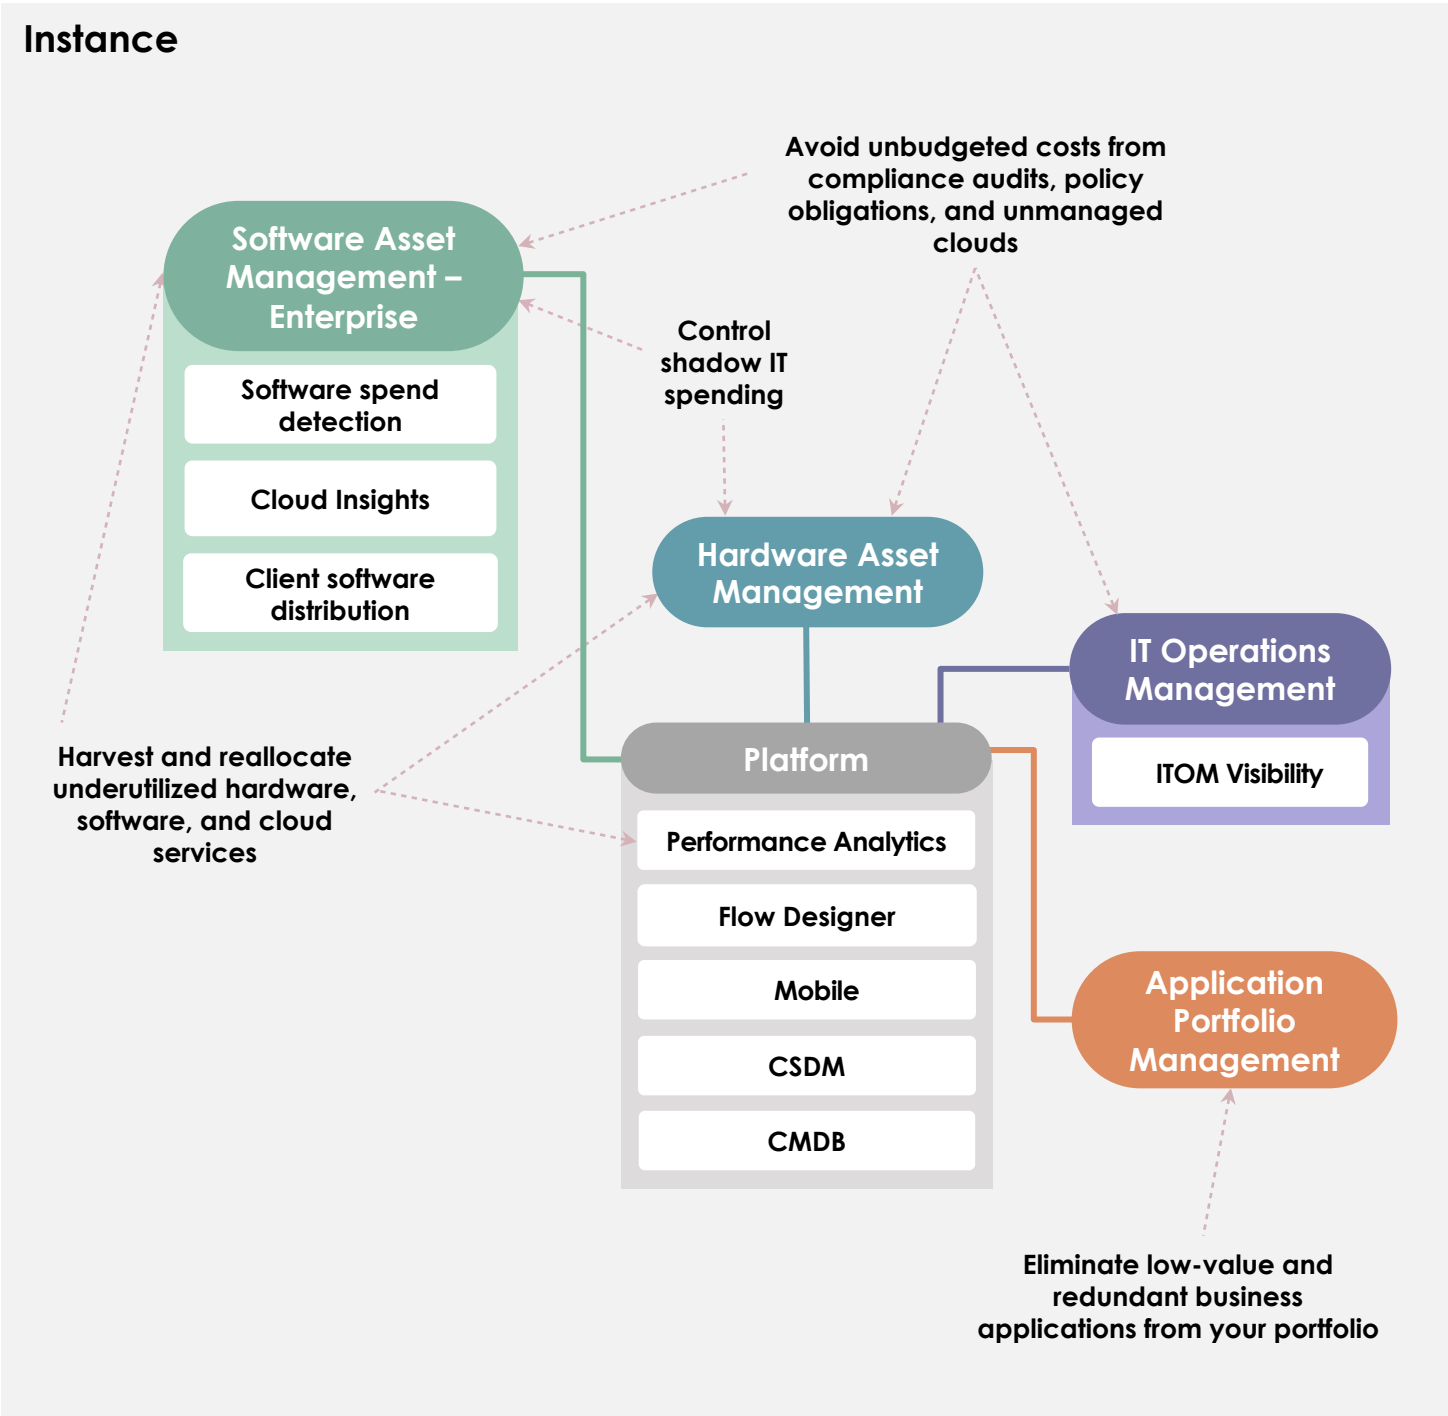 Instance
Avoid unbudgeted costs from
compliance audits, policy
obligations, and unmanaged
clouds
Software Asset
Management –
Enterprise
Control
shadow IT
spending
Software spend
detection
Cloud Insights
Client software
distribution
Hardware Asset
Management
IT Operations
Management
ITOM Visibility
Harvest and reallocate
underutilized hardware,
software, and cloud
services
Platform
Performance Analytics
Flow Designer
Mobile
CSDM
CMDB
Application
Portfolio
Management
Eliminate low-value and
redundant business
applications from your portfolio